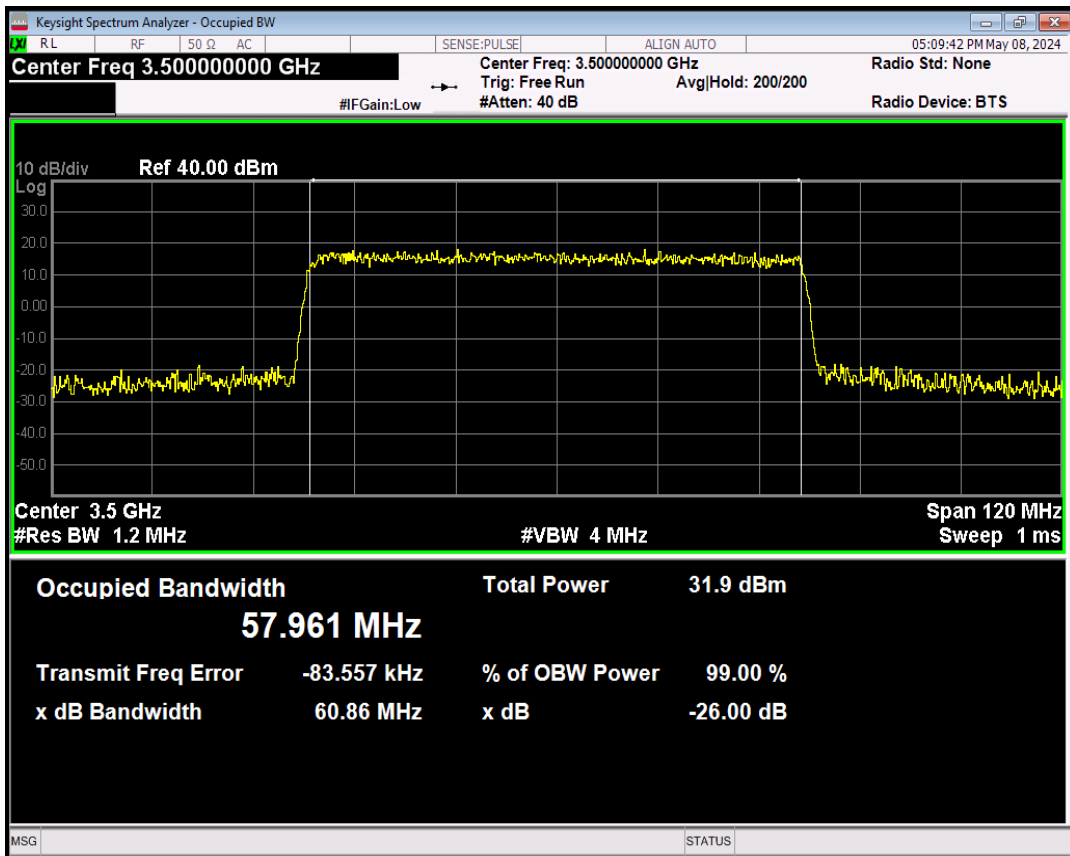 Keysight Spectrum Analyzer - Occupied BW
LXI RL RF 50 Ω AC SENSE:PULSE ALIGN AUTO 05:09:42 PM May 08, 2024
Center Freq 3.500000000 GHz Center Freq: 3.500000000 GHz Radio Std: None
Trig: Free Run Avg|Hold: 200/200
#IFGain:Low #Atten: 40 dB Radio Device: BTS
10 dB/div Ref 40.00 dBm
Log
30.0
20.0
10.0
0.00
-10.0
-20.0
-30.0
-40.0
-50.0
Center 3.5 GHz Span 120 MHz
#Res BW 1.2 MHz #VBW 4 MHz Sweep 1 ms
Occupied Bandwidth Total Power 31.9 dBm
57.961 MHz
Transmit Freq Error -83.557 kHz % of OBW Power 99.00 %
x dB Bandwidth 60.86 MHz x dB -26.00 dB
MSG STATUS